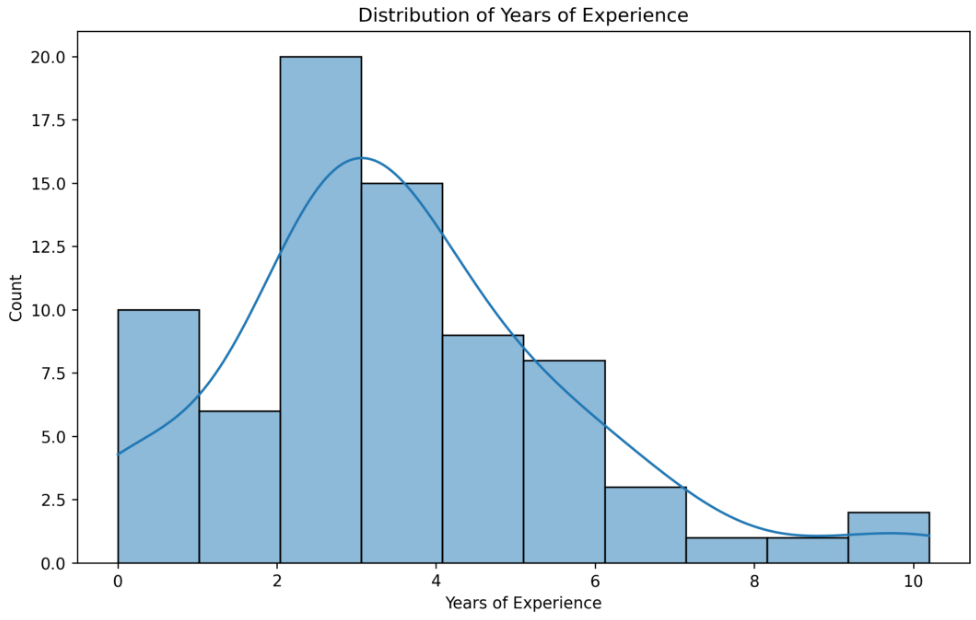 Distribution of Years of Experience
20.0
17.5
15.0
12.5
10.0
7.5
5.0
2.5
0.0
Count
0 2 4 6 8 10
Years of Experience